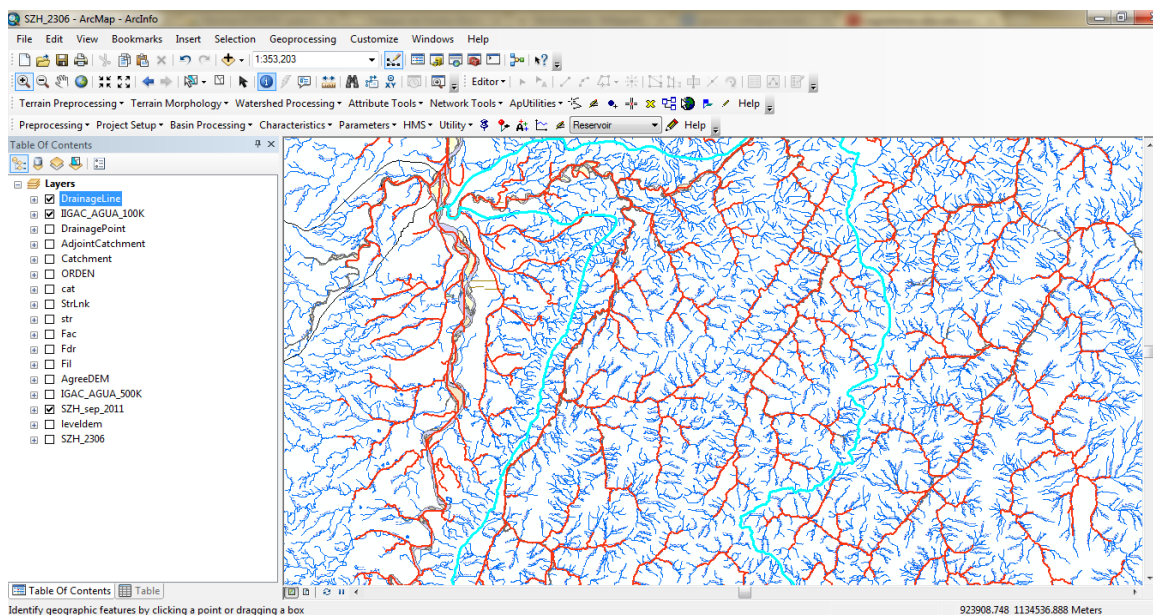 SZH_2306 - ArcMap - ArcInfo
File Edit View Bookmarks Insert Selection Geoprocessing Customize Windows Help
1:353,203
Editor
Terrain Preprocessing Terrain Morphology Watershed Processing Attribute Tools Network Tools ApUtilities Help
Preprocessing Project Setup Basin Processing Characteristics Parameters HMS Utility Reservoir Help
Table Of Contents
Layers
DrainageLine
IIGAC_AGUA_100K
DrainagePoint
AdjointCatchment
Catchment
ORDEN
cat
StrLnk
str
Fac
Fdr
Fil
AgreeDEM
IGAC_AGUA_500K
SZH_sep_2011
leveldem
SZH_2306
Table Of Contents Table
Identify geographic features by clicking a point or dragging a box
923908.748 1134536.888 Meters